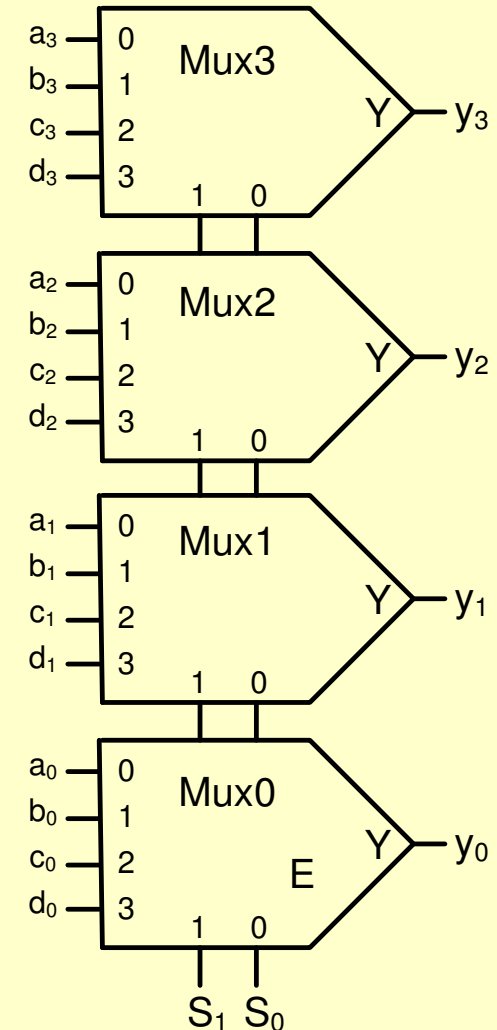 a₃ 0 Mux3
b₃ 1 Y y₃
c₃ 2
d₃ 3
1 0
a₂ 0 Mux2
b₂ 1 Y y₂
c₂ 2
d₂ 3
1 0
a₁ 0 Mux1
b₁ 1 Y y₁
c₁ 2
d₁ 3
1 0
a₀ 0 Mux0
b₀ 1 Y y₀
c₀ 2 E
d₀ 3
1 0
S₁ S₀